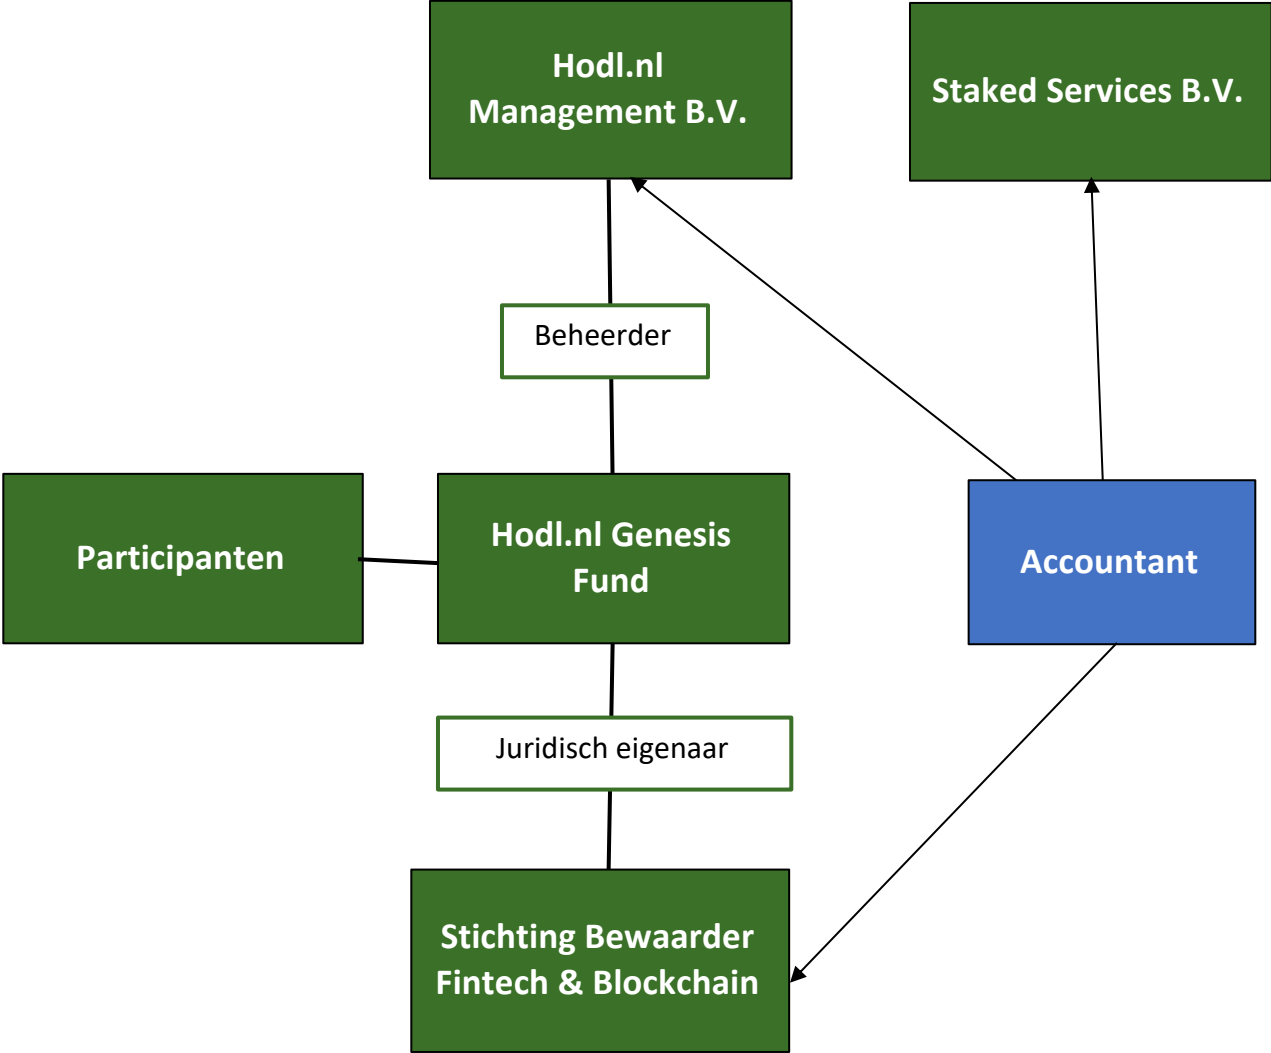 Hodl.nl
Management B.V.
Staked Services B.V.
Beheerder
Participanten
Hodl.nl Genesis
Fund
Accountant
Juridisch eigenaar
Stichting Bewaarder
Fintech & Blockchain